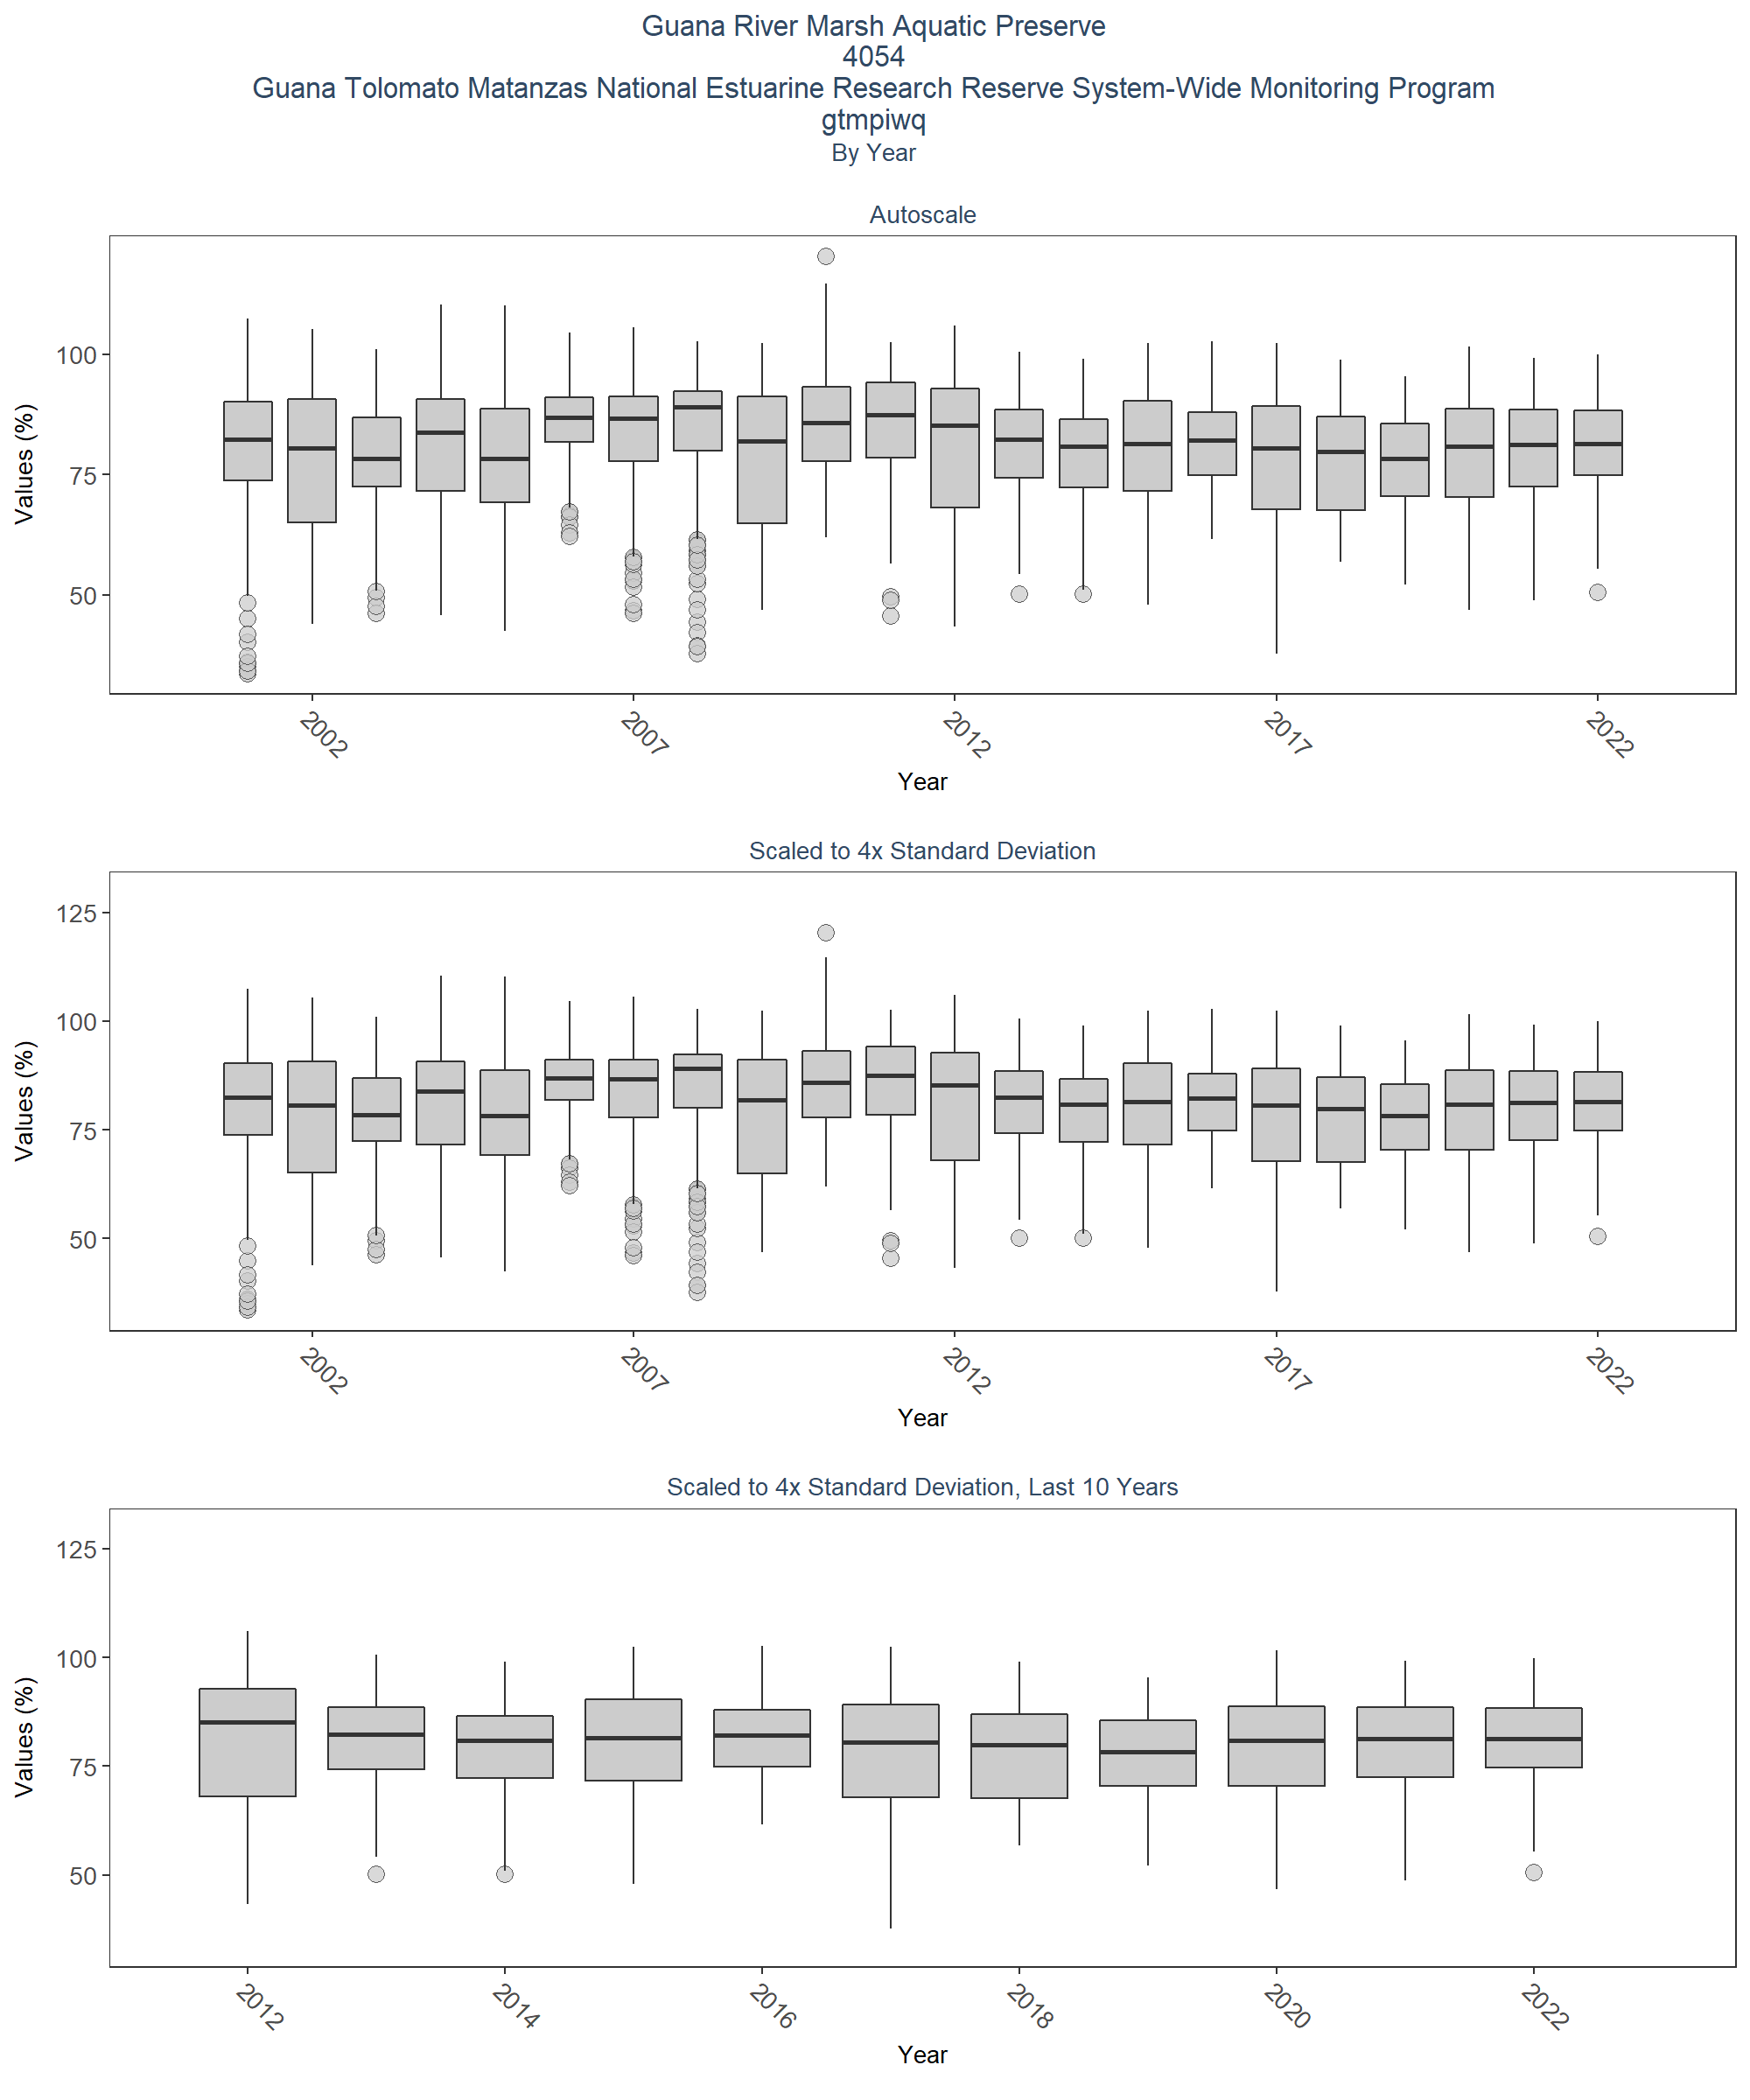 Guana River Marsh Aquatic Preserve
4054
Guana Tolomato Matanzas National Estuarine Research Reserve System-Wide Monitoring Program
gtmpiwq
By Year
Autoscale
Values (%)
100
75
50
2002
2007
2012
2017
2022
Year
Scaled to 4x Standard Deviation
Values (%)
125
100
75
50
2002
2007
2012
2017
2022
Year
Scaled to 4x Standard Deviation, Last 10 Years
Values (%)
125
100
75
50
2012
2014
2016
2018
2020
2022
Year